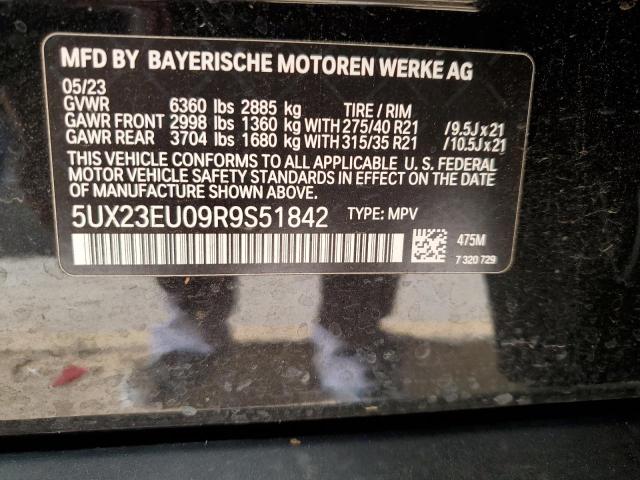 MFD BY BAYERISCHE MOTOREN WERKE AG
05/23
GVWR 6360 lbs 2885 kg TIRE / RIM
GAWR FRONT 2998 lbs 1360 kg WITH 275/40 R21 /9.5J x 21
GAWR REAR 3704 lbs 1680 kg WITH 315/35 R21 /10.5J x 21
THIS VEHICLE CONFORMS TO ALL APPLICABLE U. S. FEDERAL
MOTOR VEHICLE SAFETY STANDARDS IN EFFECT ON THE DATE
OF MANUFACTURE SHOWN ABOVE.
5UX23EU09R9S51842 TYPE: MPV
475M
7 320 729